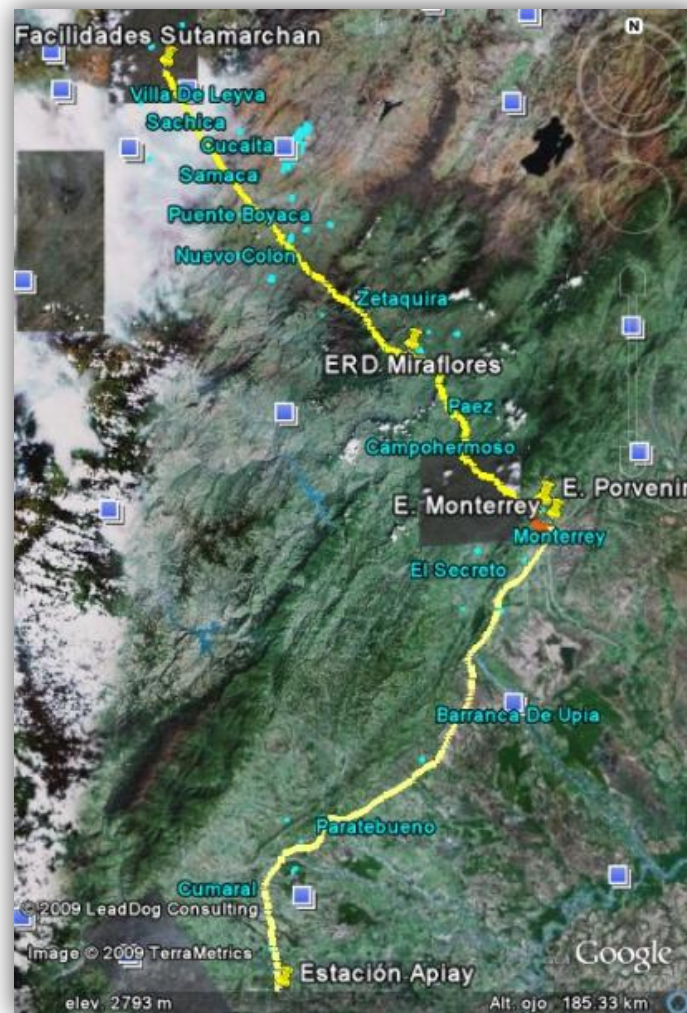 N
Facilidades Sutamarchan
Villa De Leyva
Sachica
Cucaita
Samaca
Puente Boyaca
Nuevo Colon
Zetaquira
ERD Miraflores
Paez
Campohermoso
E. Porvenir
E. Monterrey
Monterrey
El Secreto
Barranca De Upia
Paratebueno
Cumaral
© 2009 LeadDog Consulting
Image © 2009 TerraMetrics
Google
Estación Apiay
elev. 2793 m
Alt. ojo 185.33 km